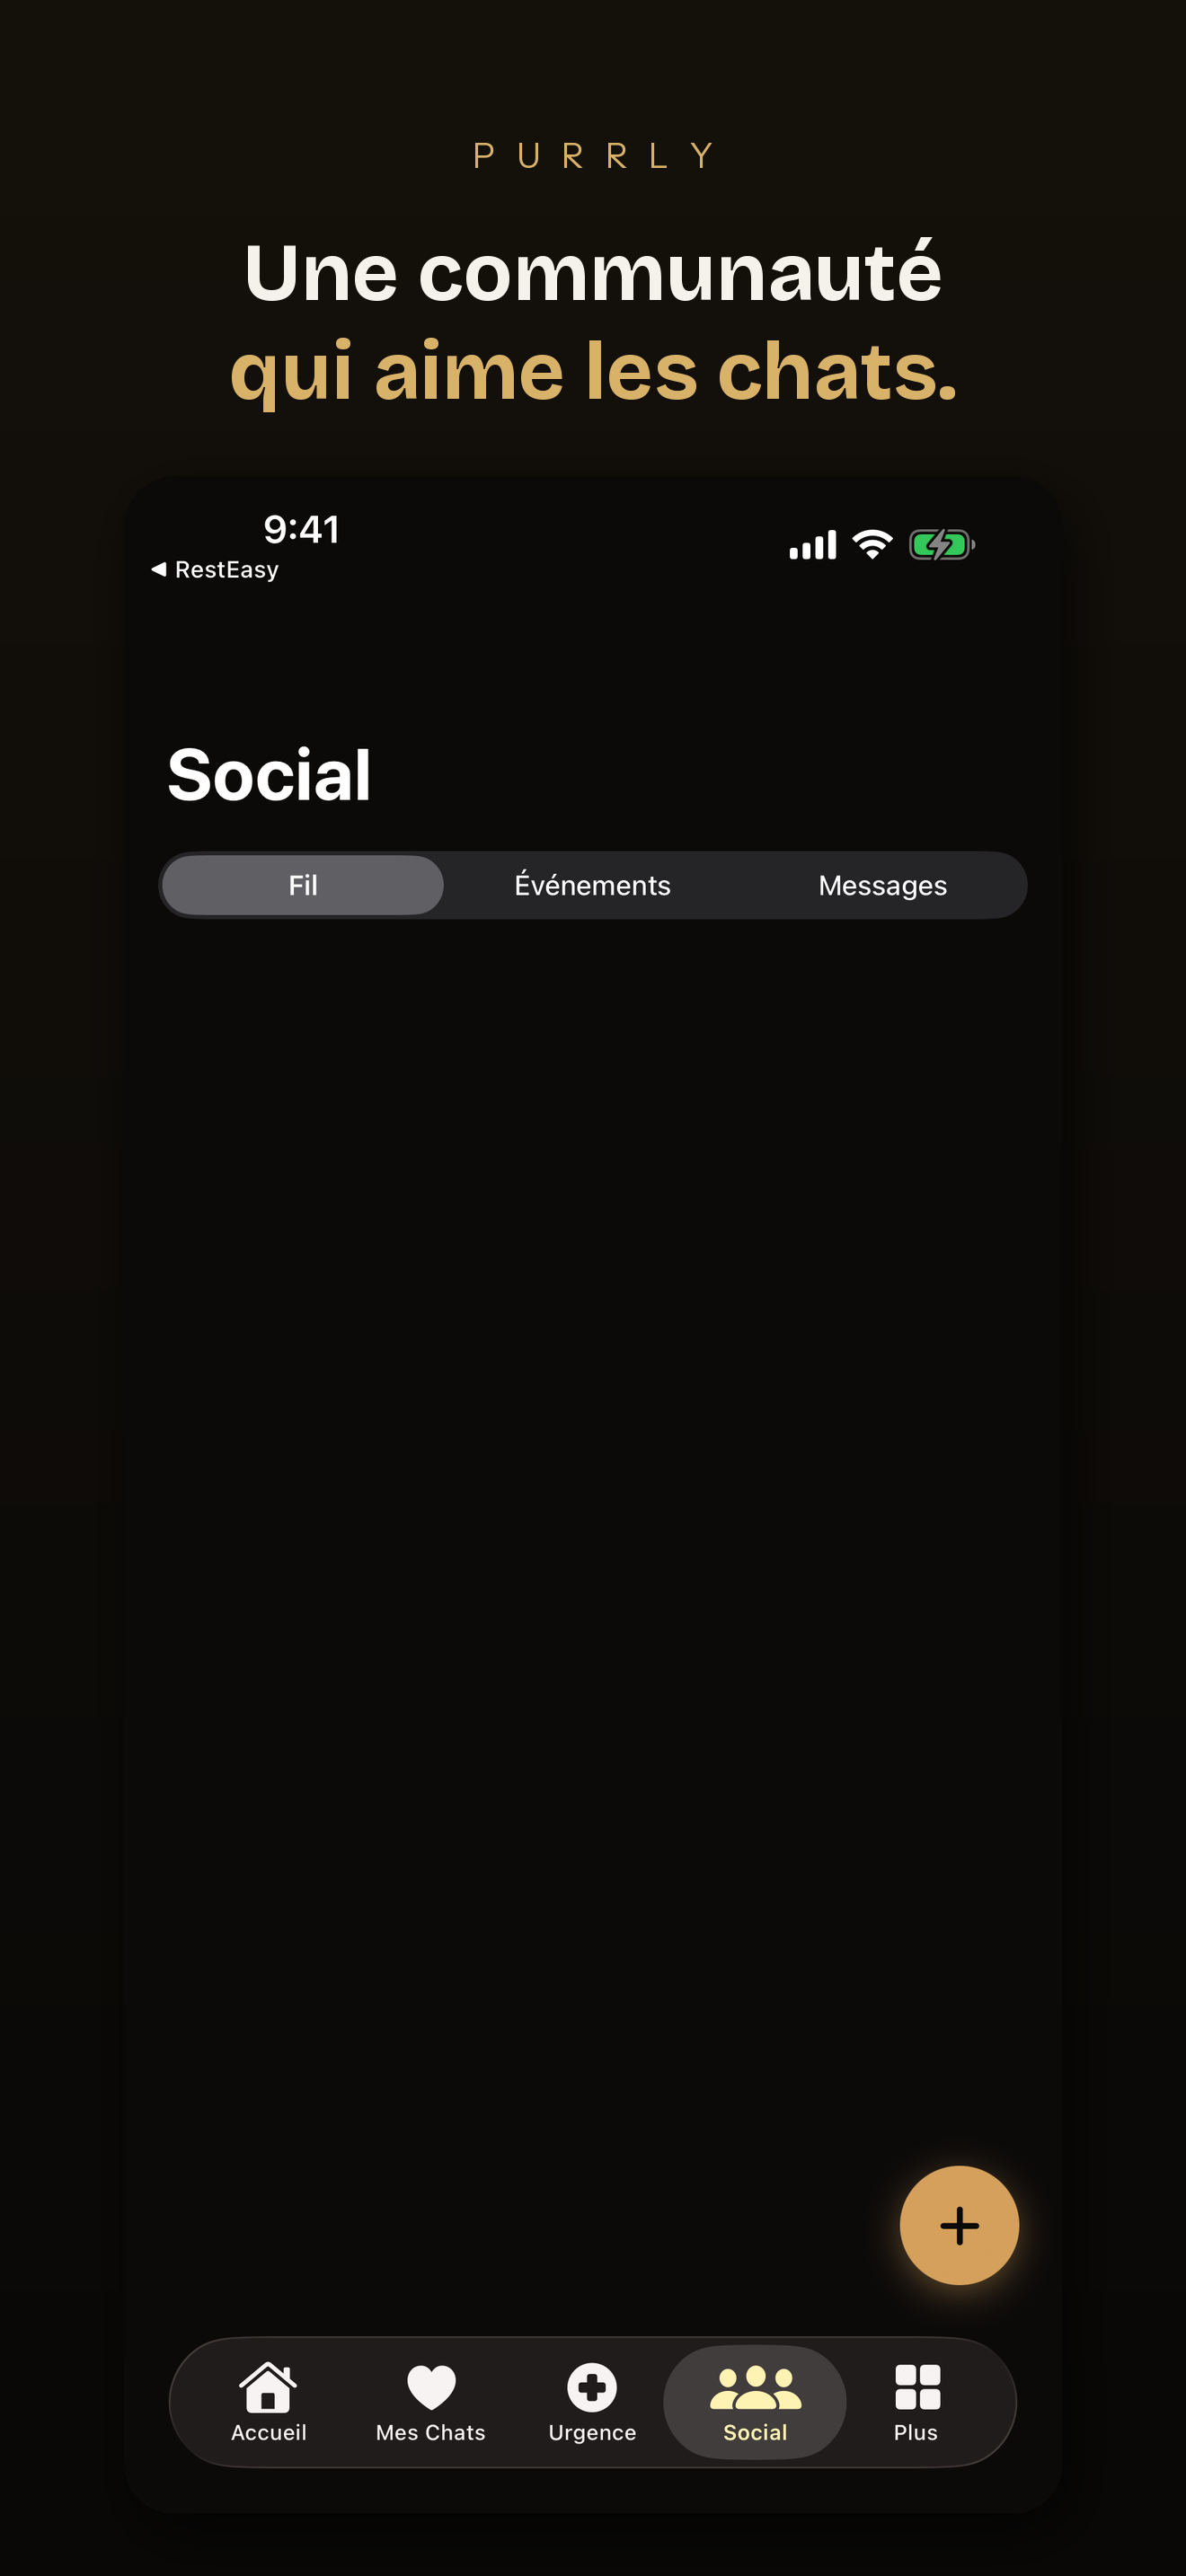 PURRLY
Une communauté
qui aime les chats.
9:41
RestEasy
Social
Fil Événements Messages
Accueil Mes Chats Urgence Social Plus